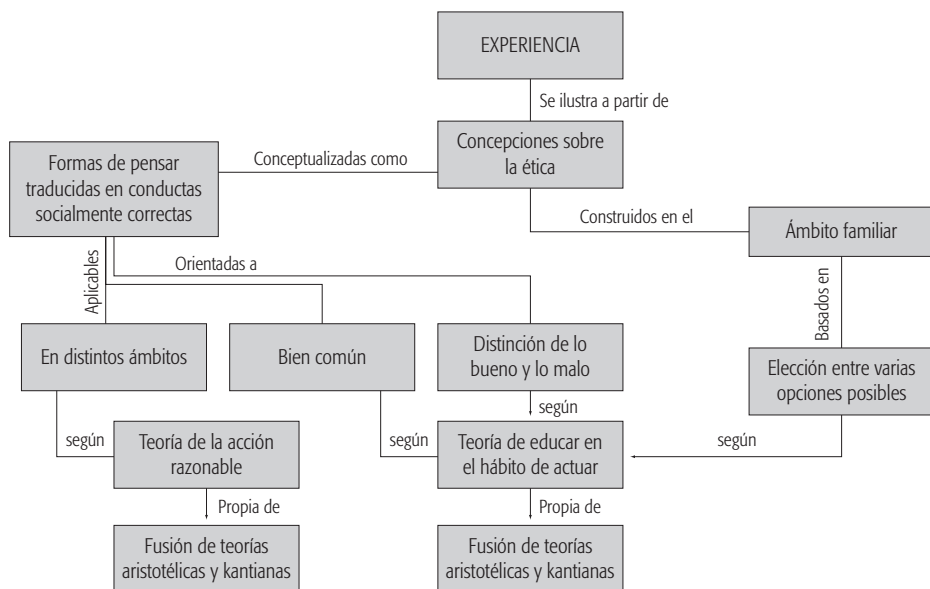 EXPERIENCIA
Se ilustra a partir de
Concepciones sobre
la ética
Conceptualizadas como
Formas de pensar
traducidas en conductas
socialmente correctas
Construidos en el
Ámbito familiar
Aplicables
Orientadas a
Basados en
En distintos ámbitos
Bien común
Distinción de lo
bueno y lo malo
Elección entre varias
opciones posibles
según
Teoría de la acción
razonable
según
según
Teoría de educar en
el hábito de actuar
según
Propia de
Propia de
Fusión de teorías
aristotélicas y kantianas
Fusión de teorías
aristotélicas y kantianas